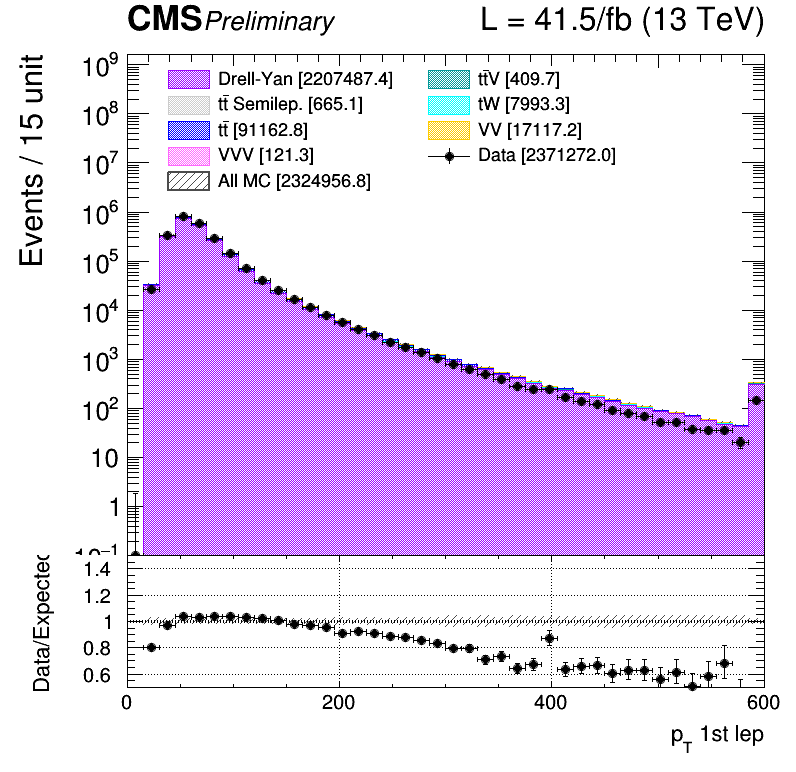 CMS Preliminary L = 41.5/fb (13 TeV)
Events / 15 unit
10⁹
10⁸
10⁷
10⁶
10⁵
10⁴
10³
10²
10
1
10⁻¹
Drell-Yan [2207487.4]
tt̄ Semilep. [665.1]
tt̄ [91162.8]
VVV [121.3]
All MC [2324956.8]
tt̄V [409.7]
tW [7993.3]
VV [17117.2]
Data [2371272.0]
Data/Expected
1.4
1.2
1
0.8
0.6
0 200 400 600
p_T 1st lep